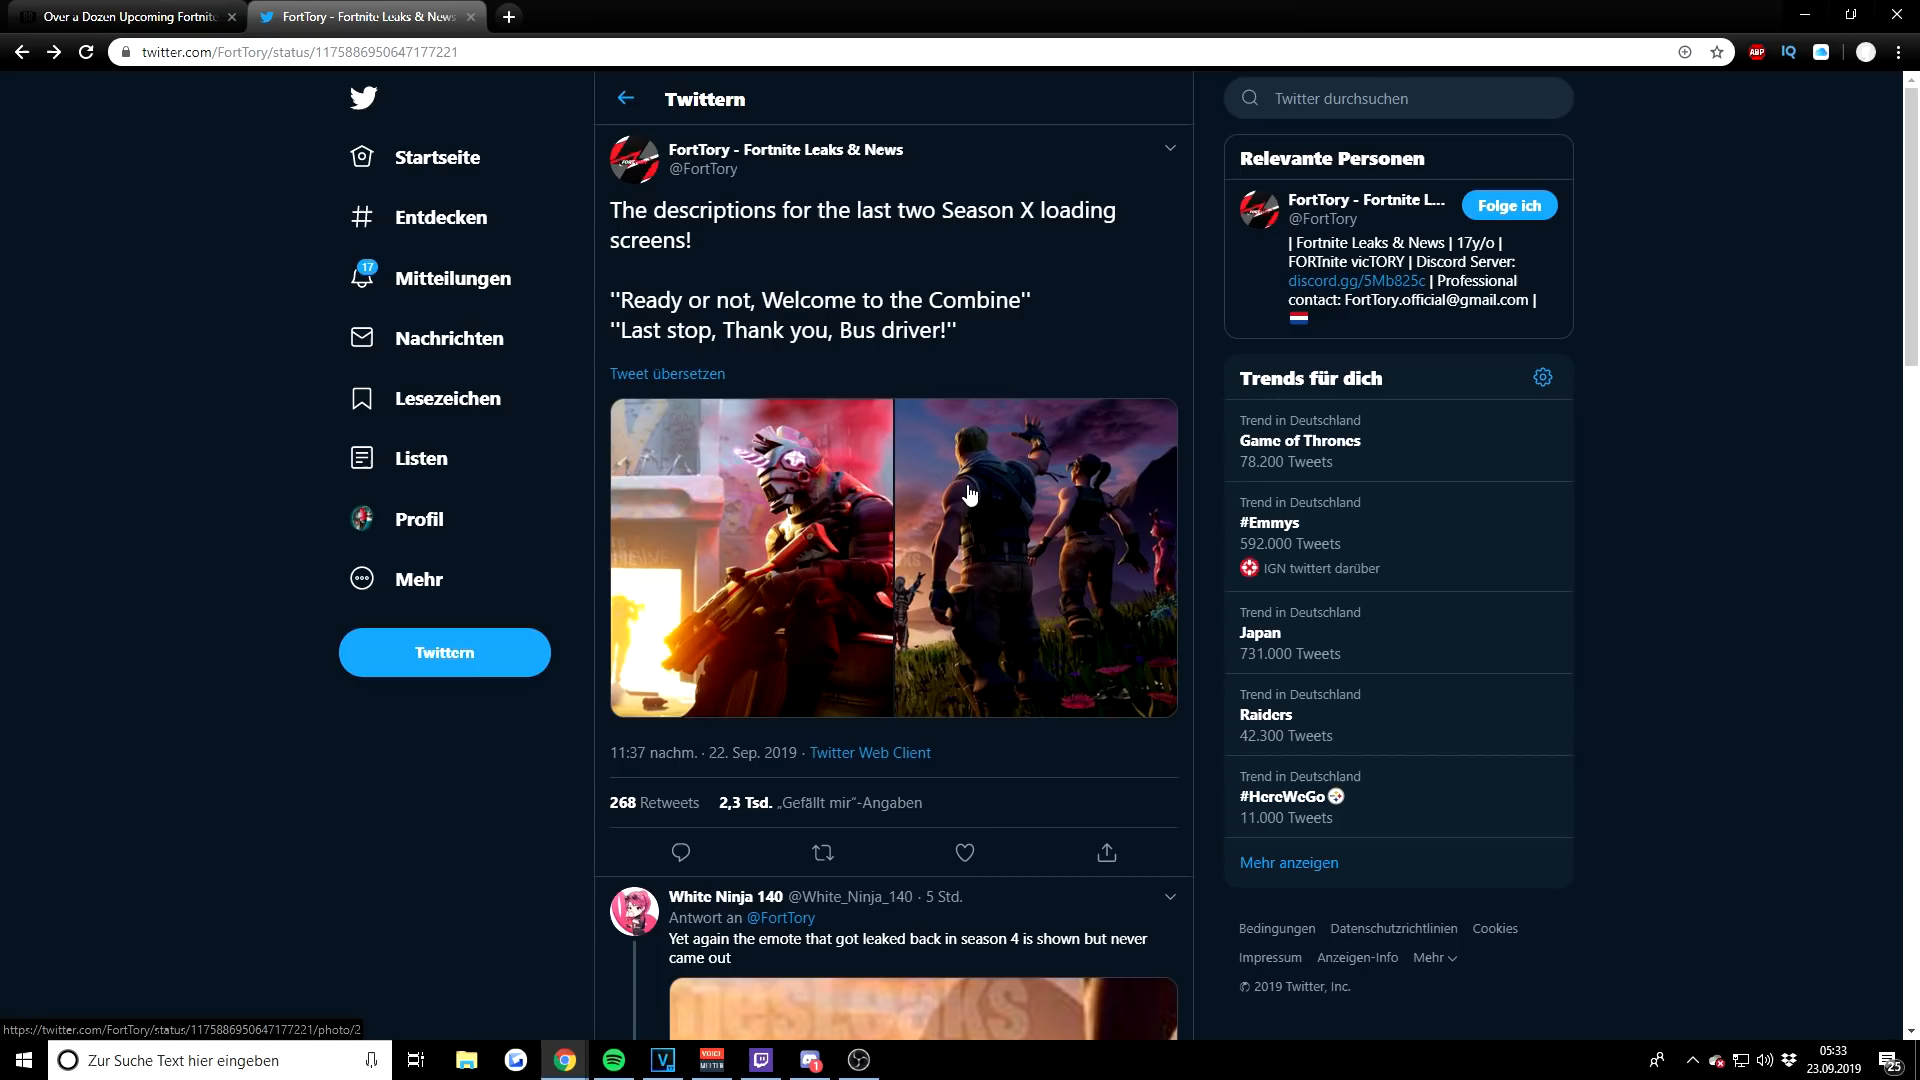 Over a Dozen Upcoming Fortnite
FortTory - Fortnite Leaks & News
twitter.com/FortTory/status/1175886950647177221
ABP
IQ
Twittern
Twitter durchsuchen
Startseite
Entdecken
17
Mitteilungen
Nachrichten
Lesezeichen
Listen
Profil
Mehr
Twittern
FortTory - Fortnite Leaks & News
@FortTory
The descriptions for the last two Season X loading
screens!
''Ready or not, Welcome to the Combine''
''Last stop, Thank you, Bus driver!''
Tweet übersetzen
11:37 nachm. · 22. Sep. 2019 · Twitter Web Client
268 Retweets 2,3 Tsd. „Gefällt mir“-Angaben
White Ninja 140 @White_Ninja_140 · 5 Std.
Antwort an @FortTory
Yet again the emote that got leaked back in season 4 is shown but never
came out
Relevante Personen
FortTory - Fortnite L...
@FortTory
Folge ich
| Fortnite Leaks & News | 17y/o |
FORTnite vicTORY | Discord Server:
discord.gg/5Mb825c | Professional
contact: FortTory.official@gmail.com |
Trends für dich
Trend in Deutschland
Game of Thrones
78.200 Tweets
Trend in Deutschland
#Emmys
592.000 Tweets
IGN twittert darüber
Trend in Deutschland
Japan
731.000 Tweets
Trend in Deutschland
Raiders
42.300 Tweets
Trend in Deutschland
#HereWeGo
11.000 Tweets
Mehr anzeigen
Bedingungen Datenschutzrichtlinien Cookies
Impressum Anzeigen-Info Mehr
© 2019 Twitter, Inc.
https://twitter.com/FortTory/status/1175886950647177221/photo/2
Zur Suche Text hier eingeben
VOICE
MEETER
1
05:33
23.09.2019
25